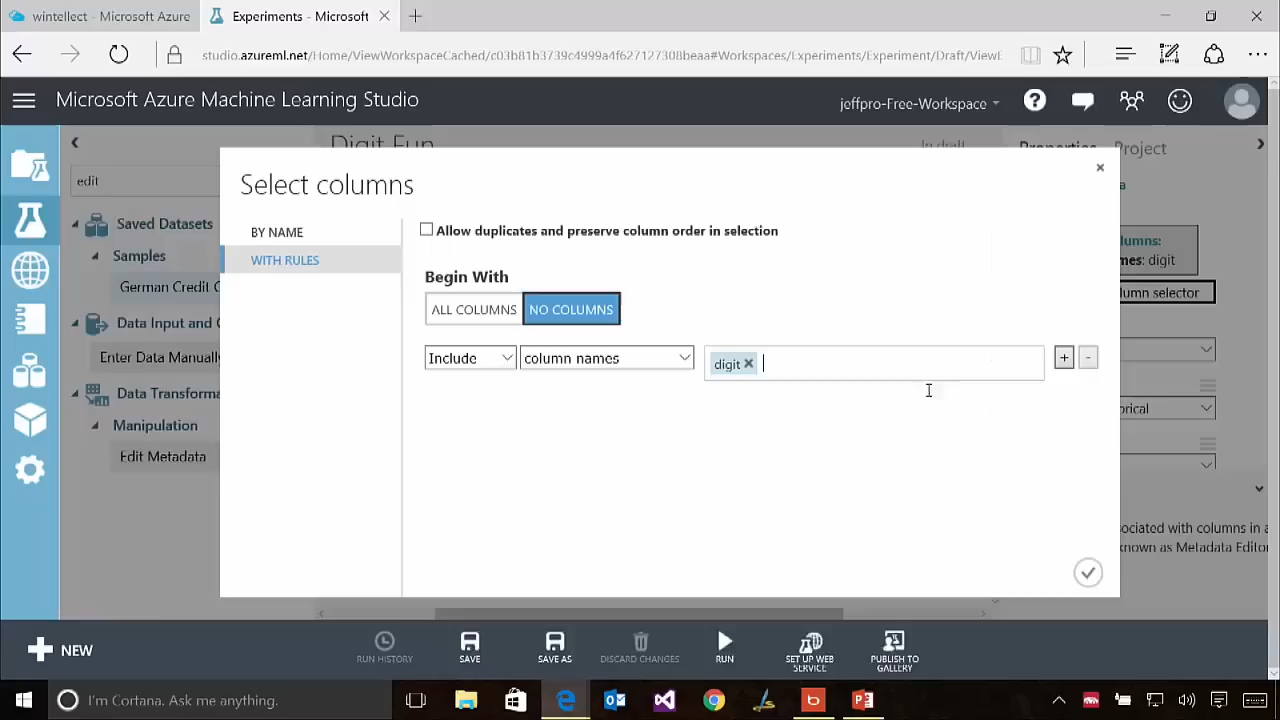 wintellect - Microsoft Azure
Experiments - Microsoft
studio.azureml.net/Home/ViewWorkspaceCached/c03b81b3739c4999a4f627127308beaa#Workspaces/Experiments/Experiment/Draft/ViewE
Microsoft Azure Machine Learning Studio
jeffpro-Free-Workspace
Digit Fun
In draft
Properties
Project
edit
Select columns
Saved Datasets
BY NAME
Allow duplicates and preserve column order in selection
Samples
WITH RULES
German Credit C
Begin With
mes: digit
Data Input and C
ALL COLUMNS
NO COLUMNS
umn selector
Enter Data Manually
Include
column names
digit
+
-
Data Transforma
orical
Manipulation
Edit Metadata
ociated with columns in a
known as Metadata Editor
NEW
RUN HISTORY
SAVE
SAVE AS
DISCARD CHANGES
RUN
SET UP WEB
SERVICE
PUBLISH TO
GALLERY
I'm Cortana. Ask me anything.